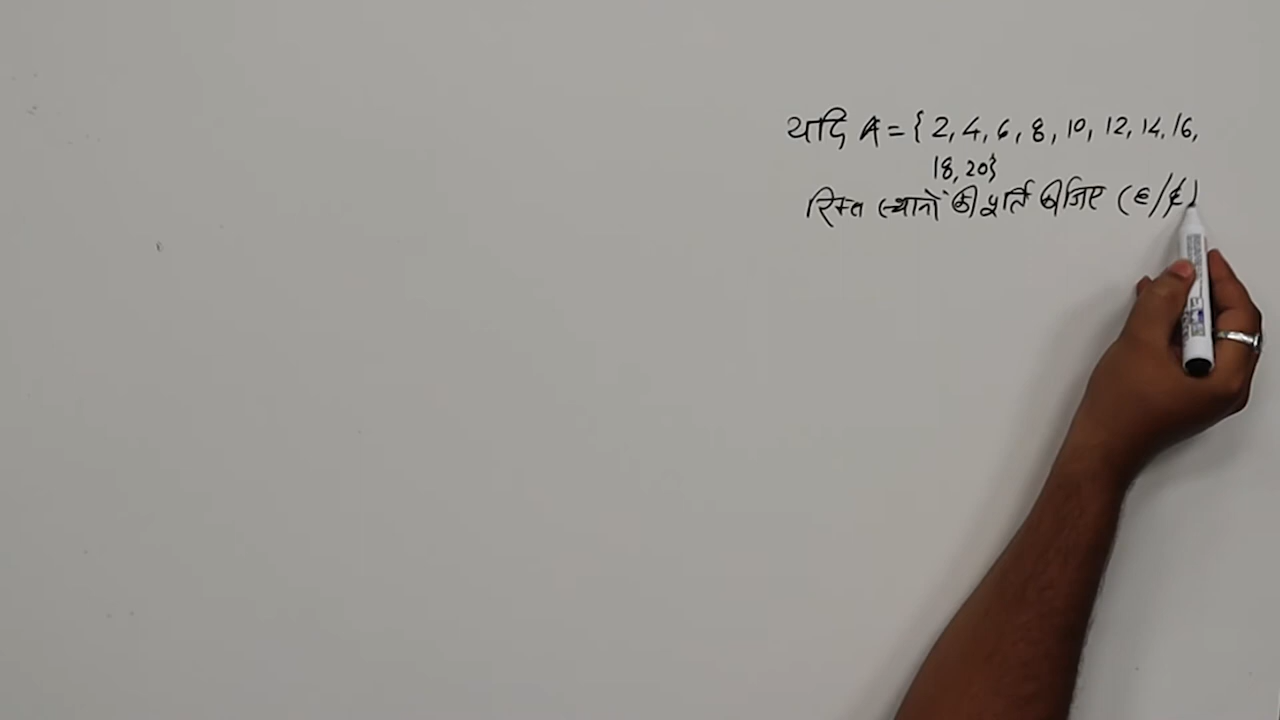 यदि A = { 2, 4, 6, 8, 10, 12, 14, 16,
18, 20}
रिक्त स्थानों की पूर्ति कीजिए (∈/∉)